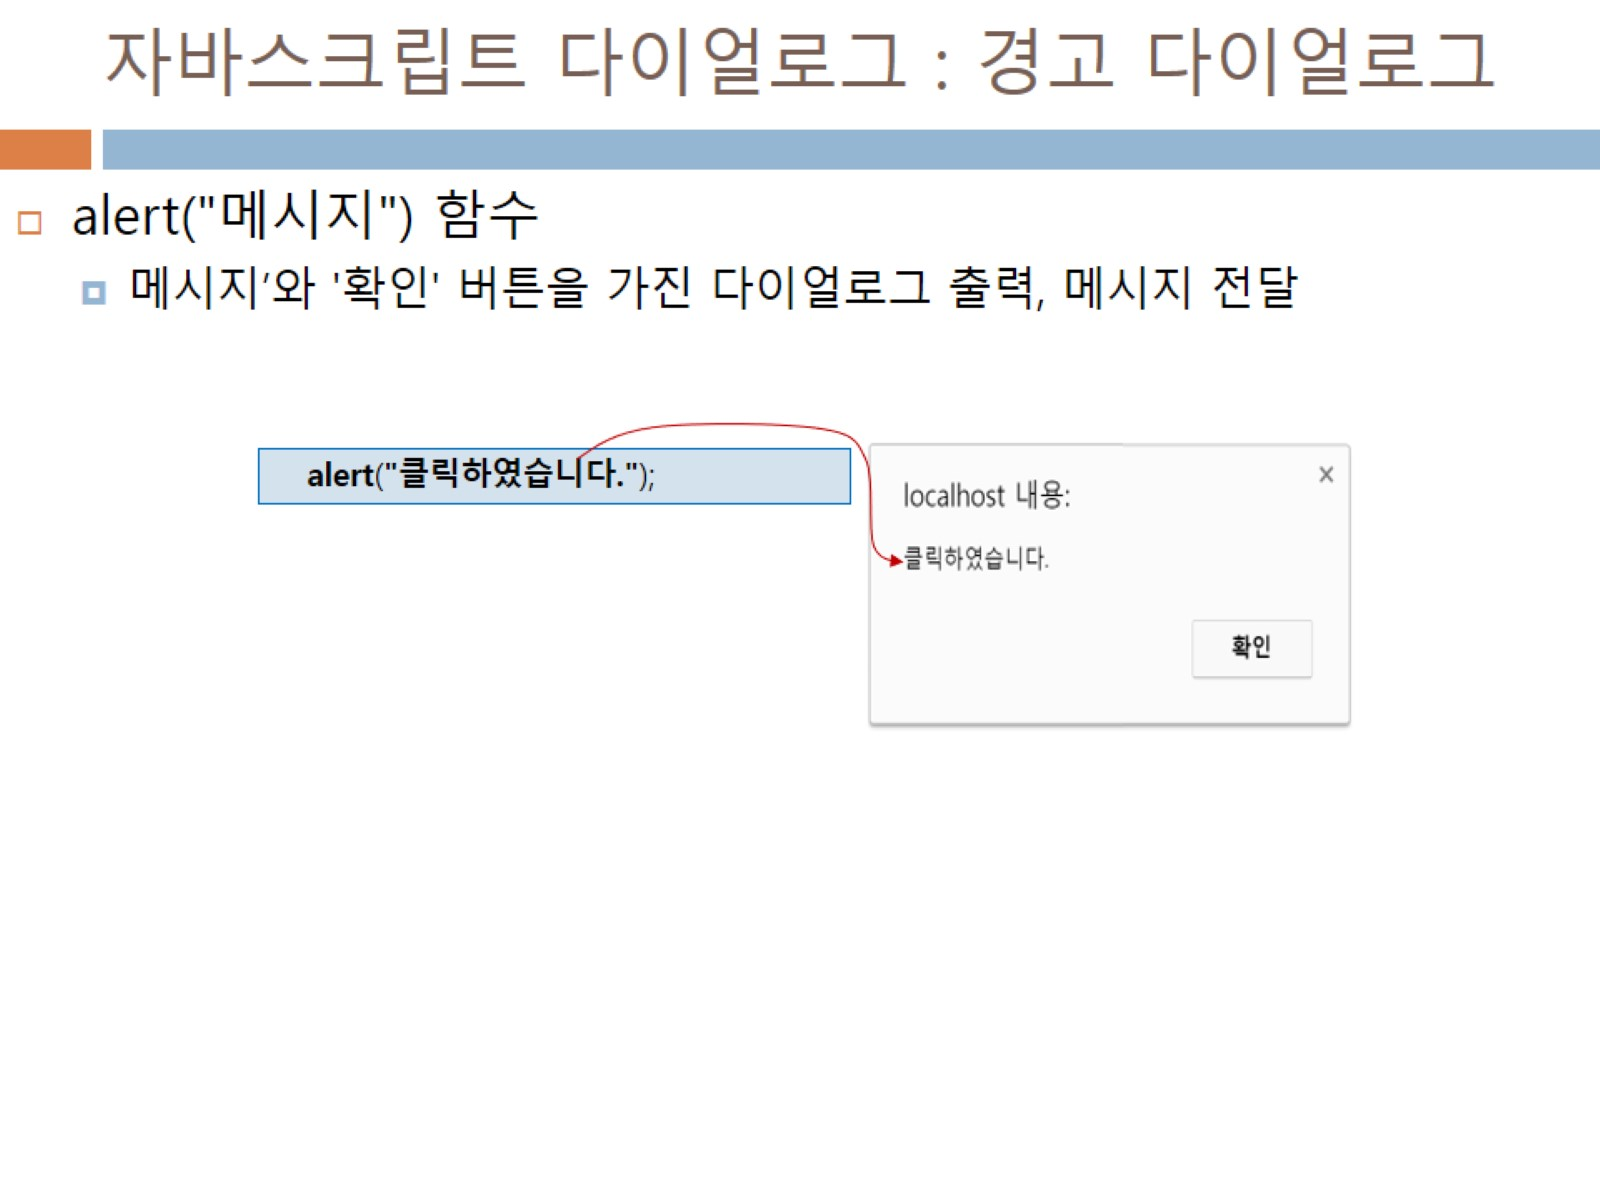 자바스크립트 다이얼로그 : 경고 다이얼로그
alert("메시지") 함수
메시지'와 '확인' 버튼을 가진 다이얼로그 출력, 메시지 전달
alert("클릭하였습니다.");
x
localhost 내용:
클릭하였습니다.
확인